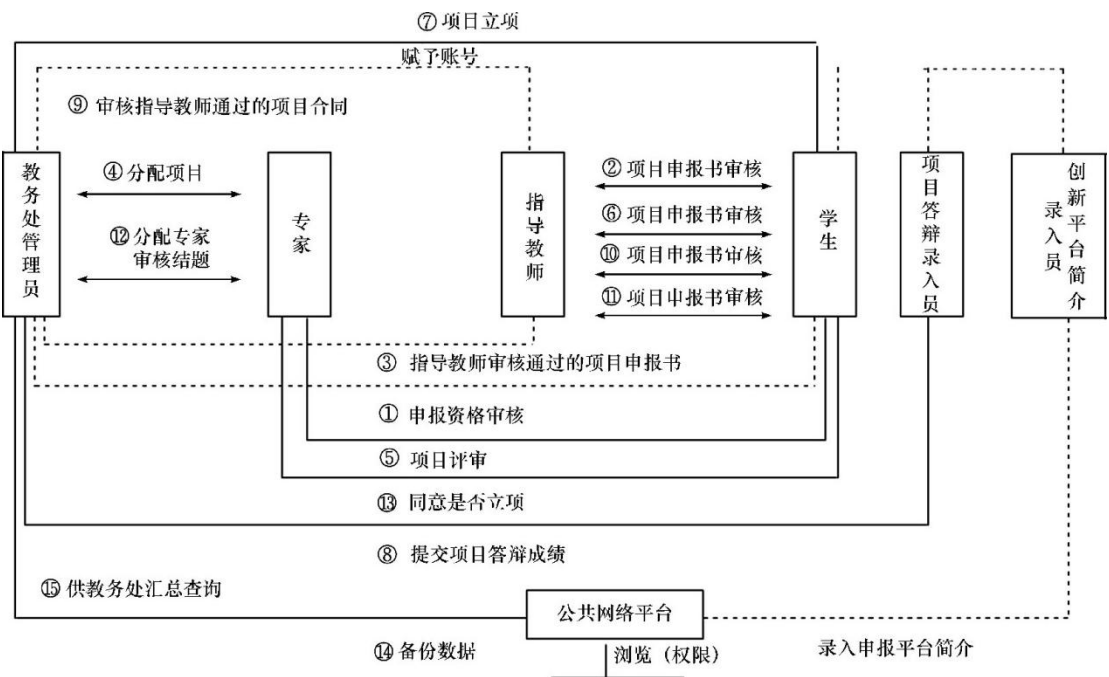 ⑦ 项目立项
赋予账号
⑨ 审核指导教师通过的项目合同
教务处管理员
④ 分配项目
⑫ 分配专家
审核结题
专家
指导教师
② 项目申报书审核
⑥ 项目申报书审核
⑩ 项目申报书审核
⑪ 项目申报书审核
学生
项目答辩录入员
创新平台简介
录入员
③ 指导教师审核通过的项目申报书
① 申报资格审核
⑤ 项目评审
⑬ 同意是否立项
⑧ 提交项目答辩成绩
⑮ 供教务处汇总查询
公共网络平台
⑭ 备份数据
浏览（权限）
录入申报平台简介